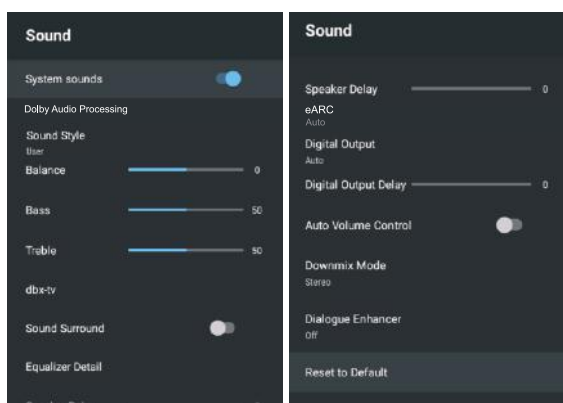 Sound
System sounds
Dolby Audio Processing
Sound Style
User
Balance 0
Bass 50
Treble 50
dbx-tv
Sound Surround
Equalizer Detail
Sound
Speaker Delay 0
eARC
Auto
Digital Output
Auto
Digital Output Delay 0
Auto Volume Control
Downmix Mode
Stereo
Dialogue Enhancer
Off
Reset to Default